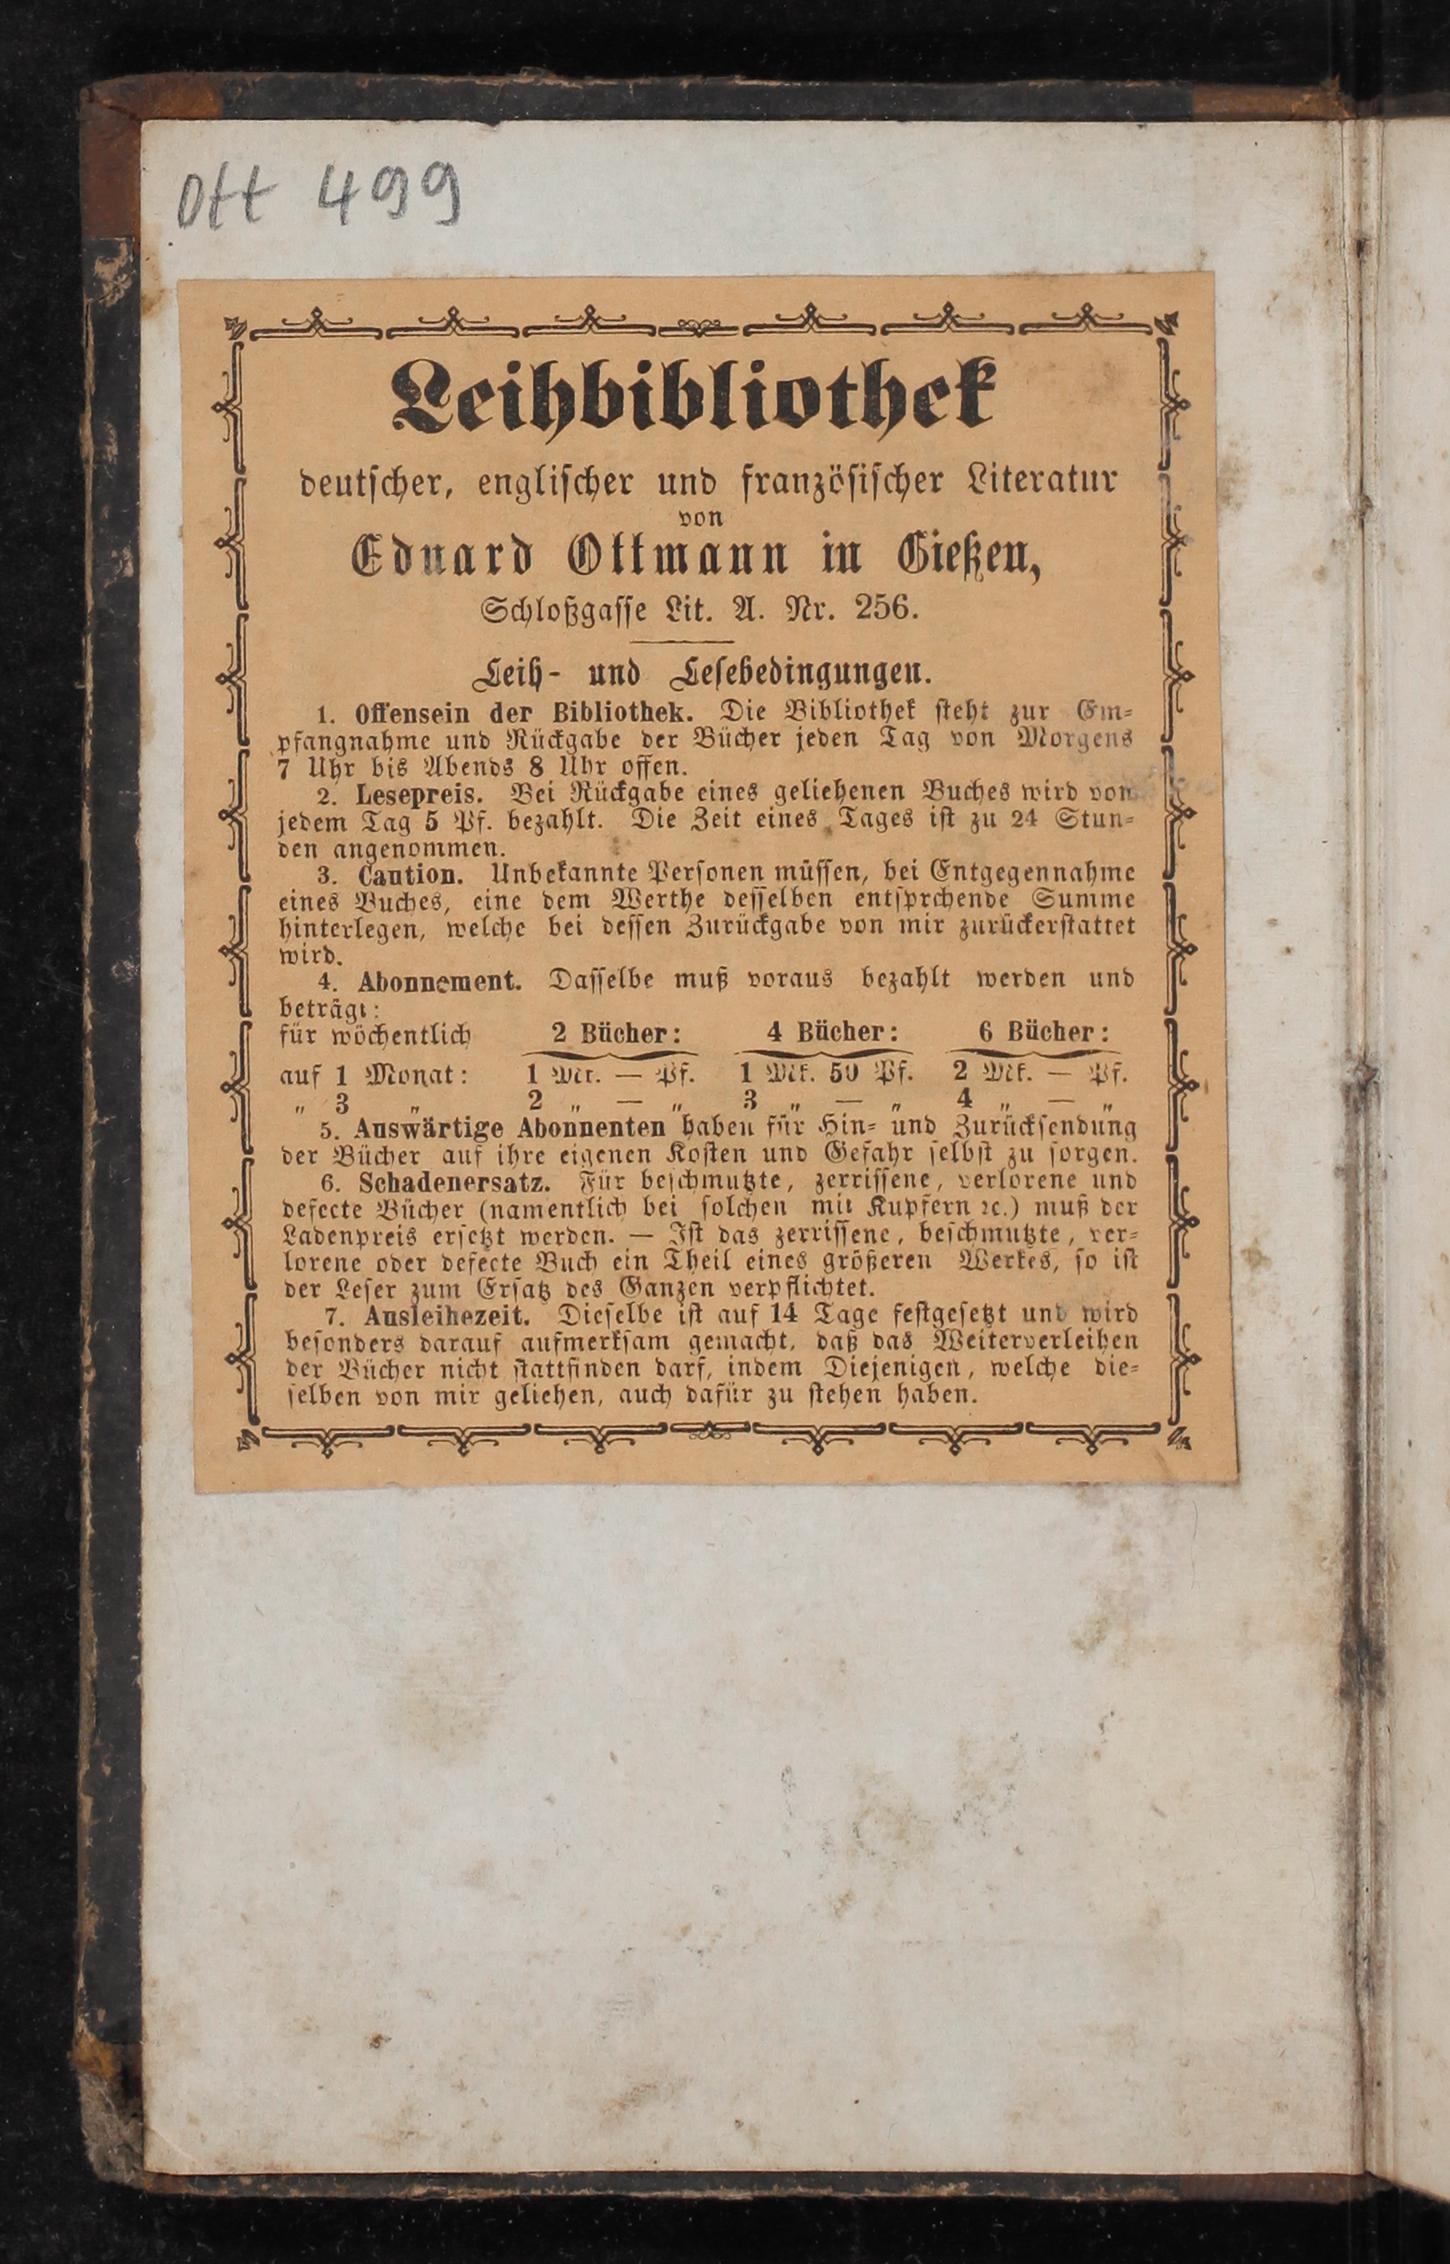 Ott 499
Leihbibliothek
deutscher, englischer und französischer Literatur
von
Eduard Ottmann in Gießen,
Schloßgasse Lit. A. Nr. 256.
Leih- und Lesebedingungen.
1. Offensein der Bibliothek. Die Bibliothek steht zur Em-
pfangnahme und Rückgabe der Bücher jeden Tag von Morgens
7 Uhr bis Abends 8 Uhr offen.
2. Lesepreis. Bei Rückgabe eines geliehenen Buches wird von
jedem Tag 5 Pf. bezahlt. Die Zeit eines Tages ist zu 24 Stun-
den angenommen.
3. Caution. Unbekannte Personen müssen, bei Entgegennahme
eines Buches, eine dem Werthe desselben entsprchende Summe
hinterlegen, welche bei dessen Zurückgabe von mir zurückerstattet
wird.
4. Abonnement. Dasselbe muß voraus bezahlt werden und
beträgt:
für wöchentlich 2 Bücher: 4 Bücher: 6 Bücher:
auf 1 Monat: 1 Mk. — Pf. 1 Mk. 50 Pf. 2 Mk. — Pf.
„ 3 „ 2 „ — „ 3 „ — „ 4 „ — „
5. Auswärtige Abonnenten haben für Hin- und Zurücksendung
der Bücher auf ihre eigenen Kosten und Gefahr selbst zu sorgen.
6. Schadenersatz. Für beschmutzte, zerrissene, verlorene und
defecte Bücher (namentlich bei solchen mit Kupfern ꝛc.) muß der
Ladenpreis ersetzt werden. — Ist das zerrissene, beschmutzte, ver-
lorene oder defecte Buch ein Theil eines größeren Werkes, so ist
der Leser zum Ersatz des Ganzen verpflichtet.
7. Ausleihezeit. Dieselbe ist auf 14 Tage festgesetzt und wird
besonders darauf aufmerksam gemacht, daß das Weiterverleihen
der Bücher nicht stattfinden darf, indem Diejenigen, welche die-
selben von mir geliehen, auch dafür zu stehen haben.